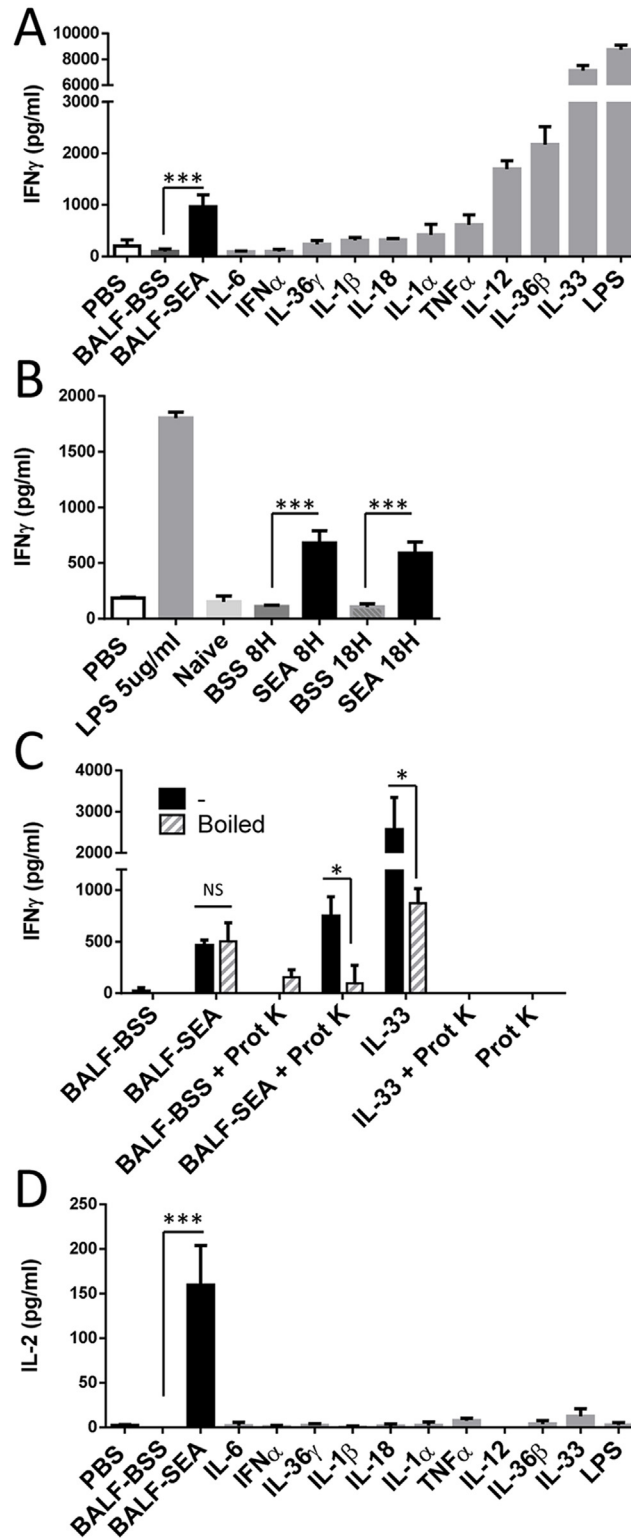 A
IFNγ (pg/ml)
10000
8000
6000
3000
2000
1000
0
***
PBS
BALF-BSS
BALF-SEA
IL-6
IFNα
IL-36γ
IL-1β
IL-18
IL-1α
TNFα
IL-12
IL-36β
IL-33
LPS
B
IFNγ (pg/ml)
2000
1500
1000
500
0
***
***
PBS
LPS 5ug/ml
Naive
BSS 8H
SEA 8H
BSS 18H
SEA 18H
C
IFNγ (pg/ml)
4000
3000
2000
1000
500
0
-
Boiled
NS
*
*
BALF-BSS
BALF-SEA
BALF-BSS + Prot K
BALF-SEA + Prot K
IL-33
IL-33 + Prot K
Prot K
D
IL-2 (pg/ml)
250
200
150
100
50
0
***
PBS
BALF-BSS
BALF-SEA
IL-6
IFNα
IL-36γ
IL-1β
IL-18
IL-1α
TNFα
IL-12
IL-36β
IL-33
LPS